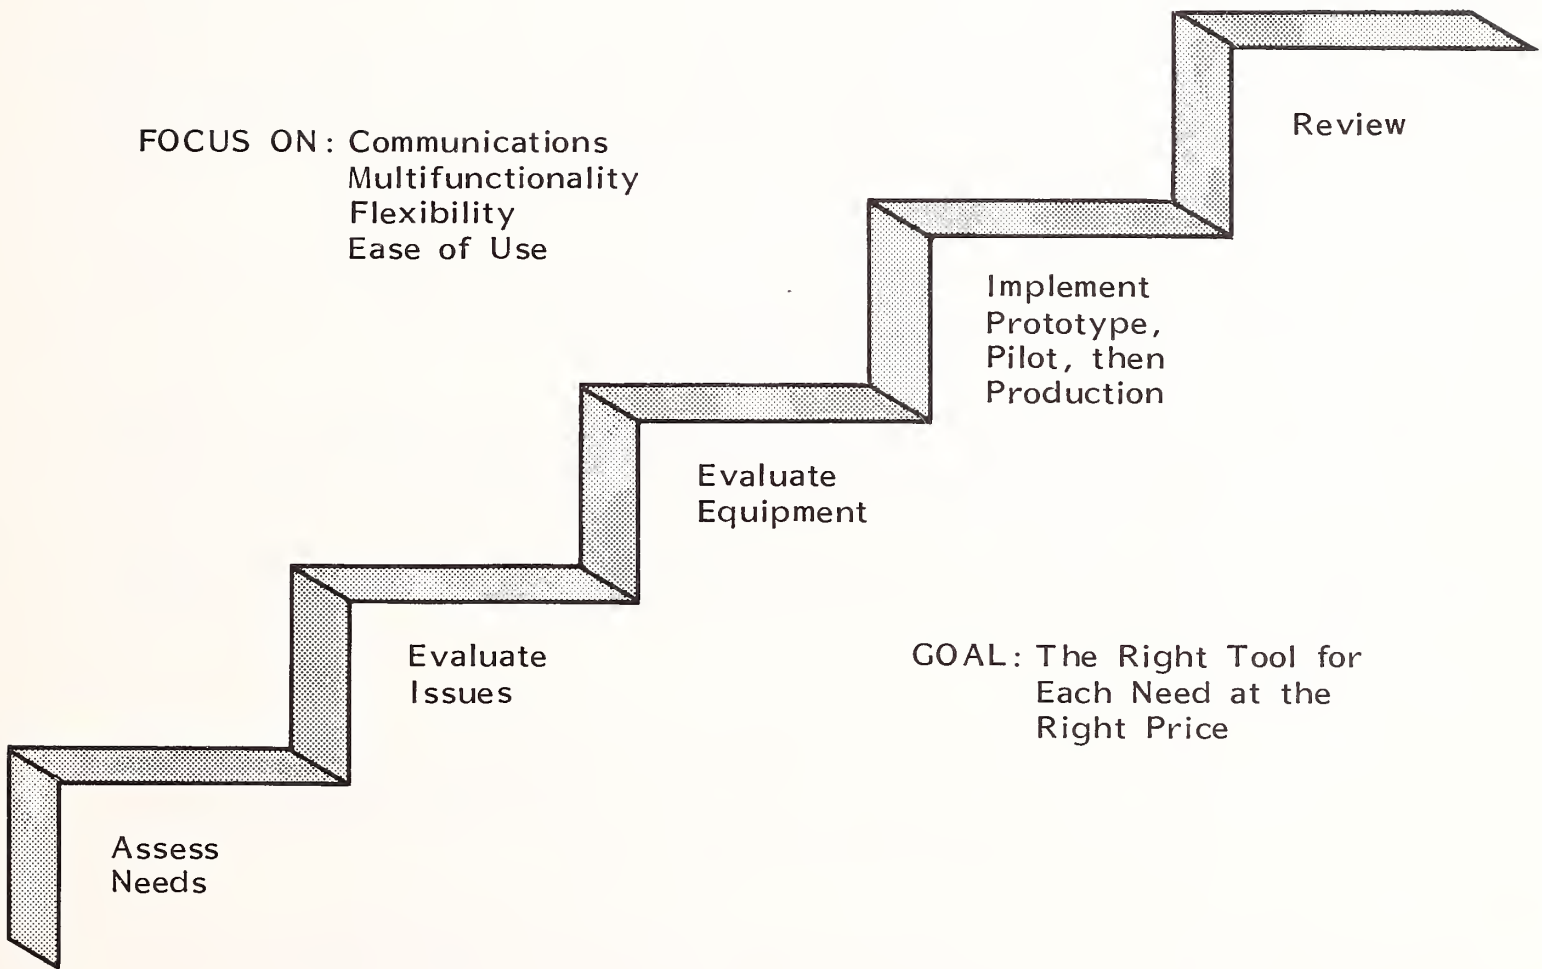 FOCUS ON: Communications
Multifunctionality
Flexibility
Ease of Use
Review
Implement
Prototype,
Pilot, then
Production
Evaluate
Equipment
Evaluate
Issues
GOAL: The Right Tool for
Each Need at the
Right Price
Assess
Needs